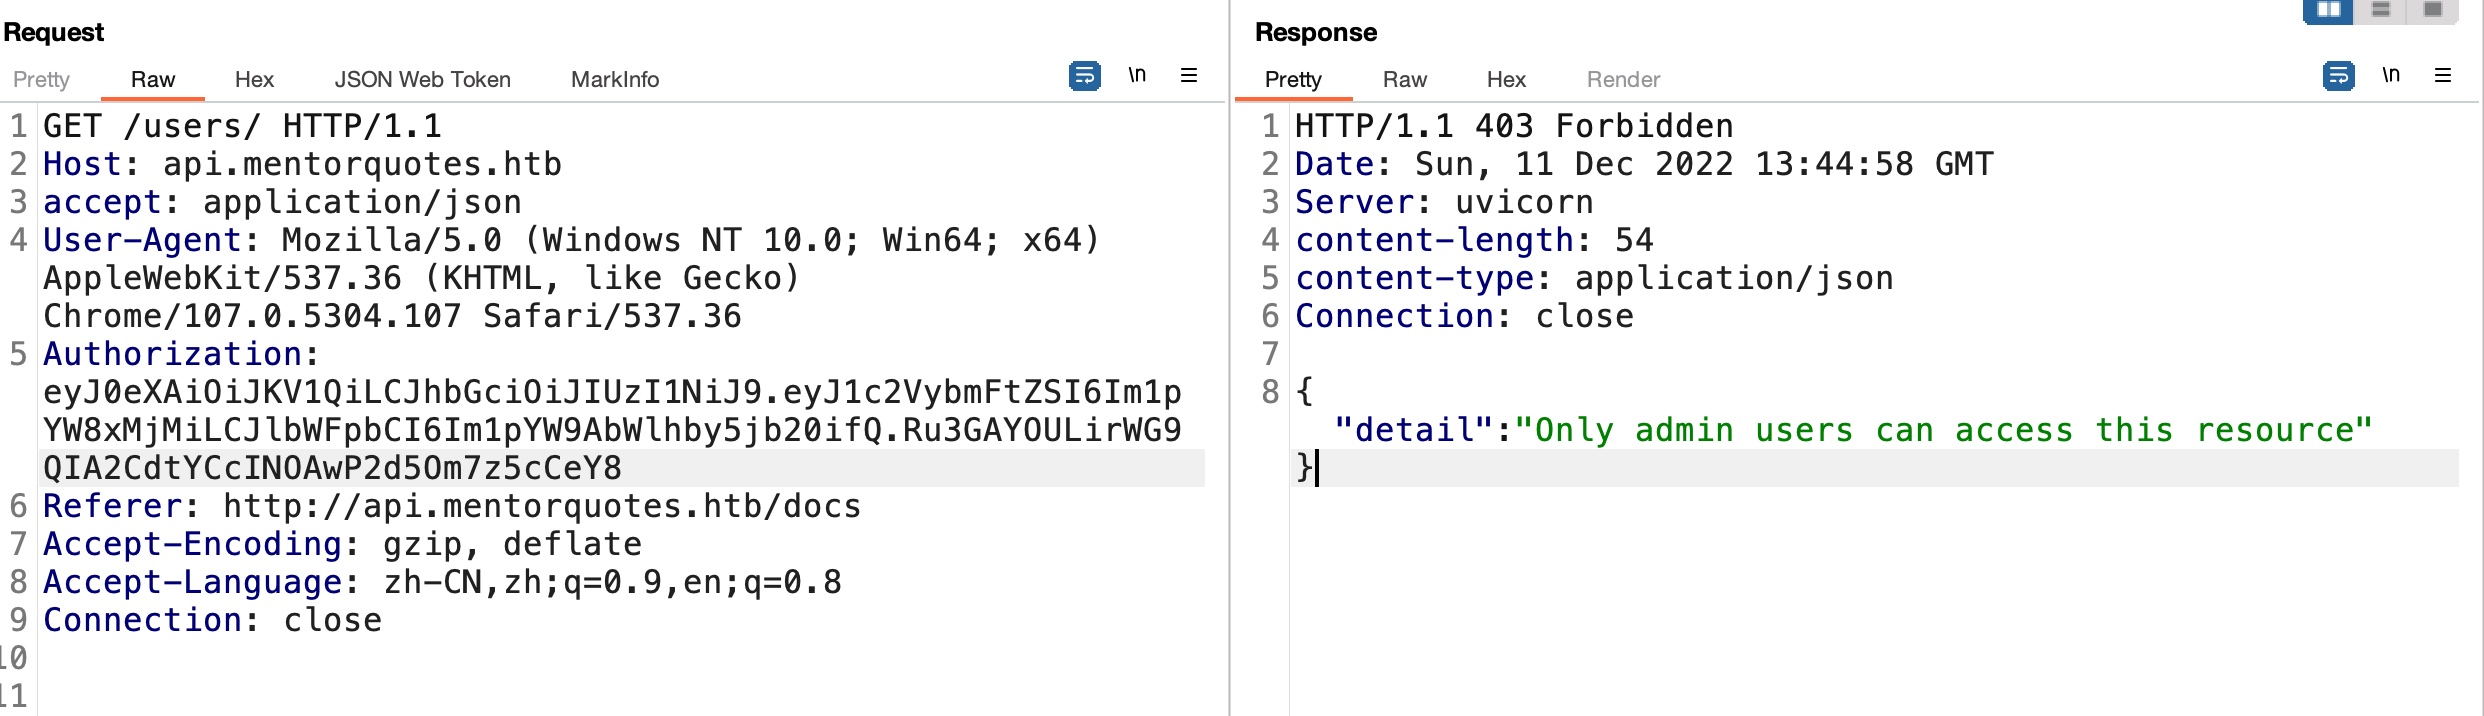 Request
Pretty Raw Hex JSON Web Token MarkInfo \n
1 GET /users/ HTTP/1.1
2 Host: api.mentorquotes.htb
3 accept: application/json
4 User-Agent: Mozilla/5.0 (Windows NT 10.0; Win64; x64)
AppleWebKit/537.36 (KHTML, like Gecko)
Chrome/107.0.5304.107 Safari/537.36
5 Authorization:
eyJ0eXAiOiJKV1QiLCJhbGciOiJIUzI1NiJ9.eyJ1c2VybmFtZSI6Im1p
YW8xMjMiLCJlbWFpbCI6Im1pYW9AbWlhby5jb20ifQ.Ru3GAYOULirWG9
QIA2CdtYCcINOAwP2d5Om7z5cCeY8
6 Referer: http://api.mentorquotes.htb/docs
7 Accept-Encoding: gzip, deflate
8 Accept-Language: zh-CN,zh;q=0.9,en;q=0.8
9 Connection: close
10
11
Response
Pretty Raw Hex Render \n
1 HTTP/1.1 403 Forbidden
2 Date: Sun, 11 Dec 2022 13:44:58 GMT
3 Server: uvicorn
4 content-length: 54
5 content-type: application/json
6 Connection: close
7
8 {
"detail":"Only admin users can access this resource"
}